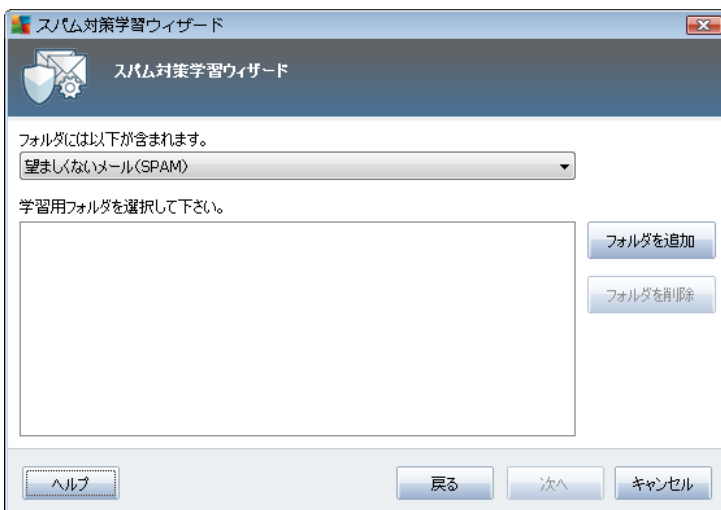 スパム対策学習ウィザード
スパム対策学習ウィザード
フォルダには以下が含まれます。
望ましくないメール(SPAM)
学習用フォルダを選択して下さい。
フォルダを追加
フォルダを削除
ヘルプ
戻る
次へ
キャンセル